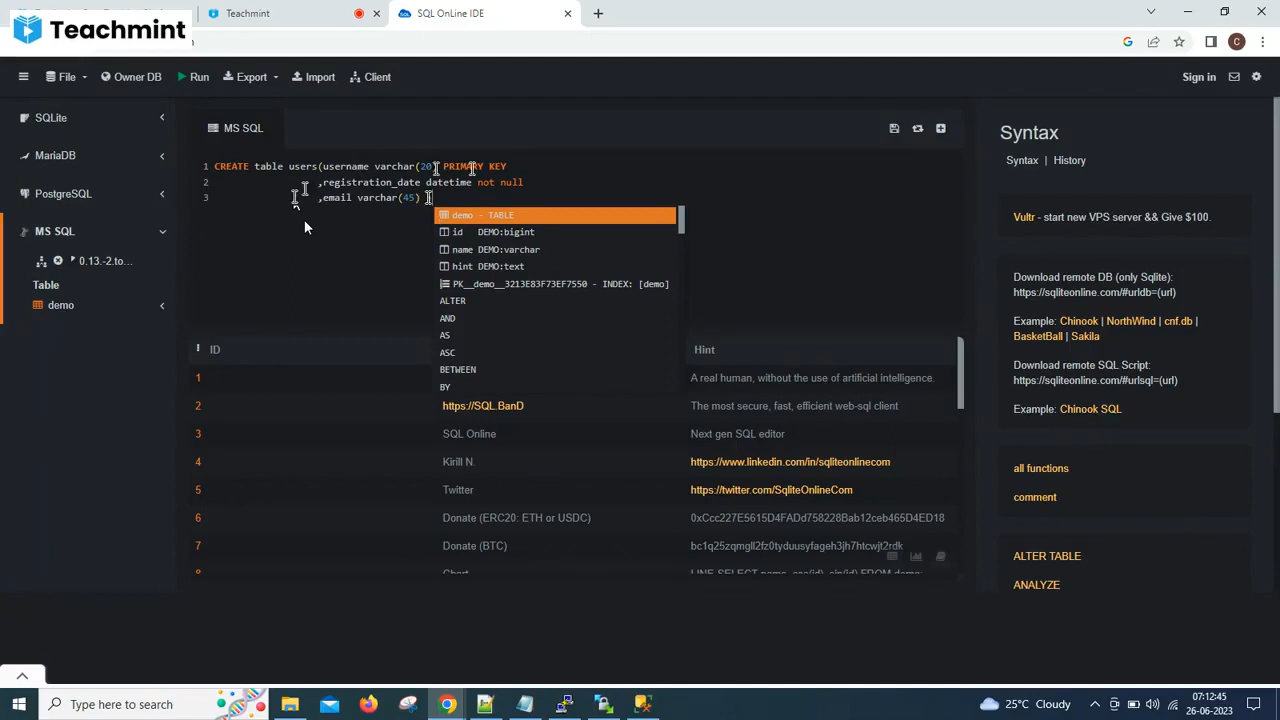 Teachmint
Teachmint
SQL OnLine IDE
File
Owner DB
Run
Export
Import
Client
Sign in
SQLite
MariaDB
PostgreSQL
MS SQL
0.13.-2.to...
Table
demo
MS SQL
1 CREATE table users(username varchar(20) PRIMARY KEY
2 ,registration_date datetime not null
3 ,email varchar(45)
demo - TABLE
id DEMO:bigint
name DEMO:varchar
hint DEMO:text
PK__demo__3213E83F73EF7550 - INDEX: [demo]
ALTER
AND
AS
ASC
BETWEEN
BY
ID
Hint
1 A real human, without the use of artificial intelligence.
2 https://SQL.BanD The most secure, fast, efficient web-sql client
3 SQL Online Next gen SQL editor
4 Kirill N. https://www.linkedin.com/in/sqliteonlinecom
5 Twitter https://twitter.com/SqliteOnlineCom
6 Donate (ERC20: ETH or USDC) 0xCcc227E5615D4FADd758228Bab12ceb465D4ED18
7 Donate (BTC) bc1q25zqmgll2fz0tyduusyfageh3jh7htcwjt2rdk
Syntax
Syntax | History
Vultr - start new VPS server && Give $100.
Download remote DB (only Sqlite):
https://sqliteonline.com/#urldb=(url)
Example: Chinook | NorthWind | cnf.db |
BasketBall | Sakila
Download remote SQL Script:
https://sqliteonline.com/#urlsql=(url)
Example: Chinook SQL
all functions
comment
ALTER TABLE
ANALYZE
Type here to search
25°C Cloudy
07:12:45
26-06-2023